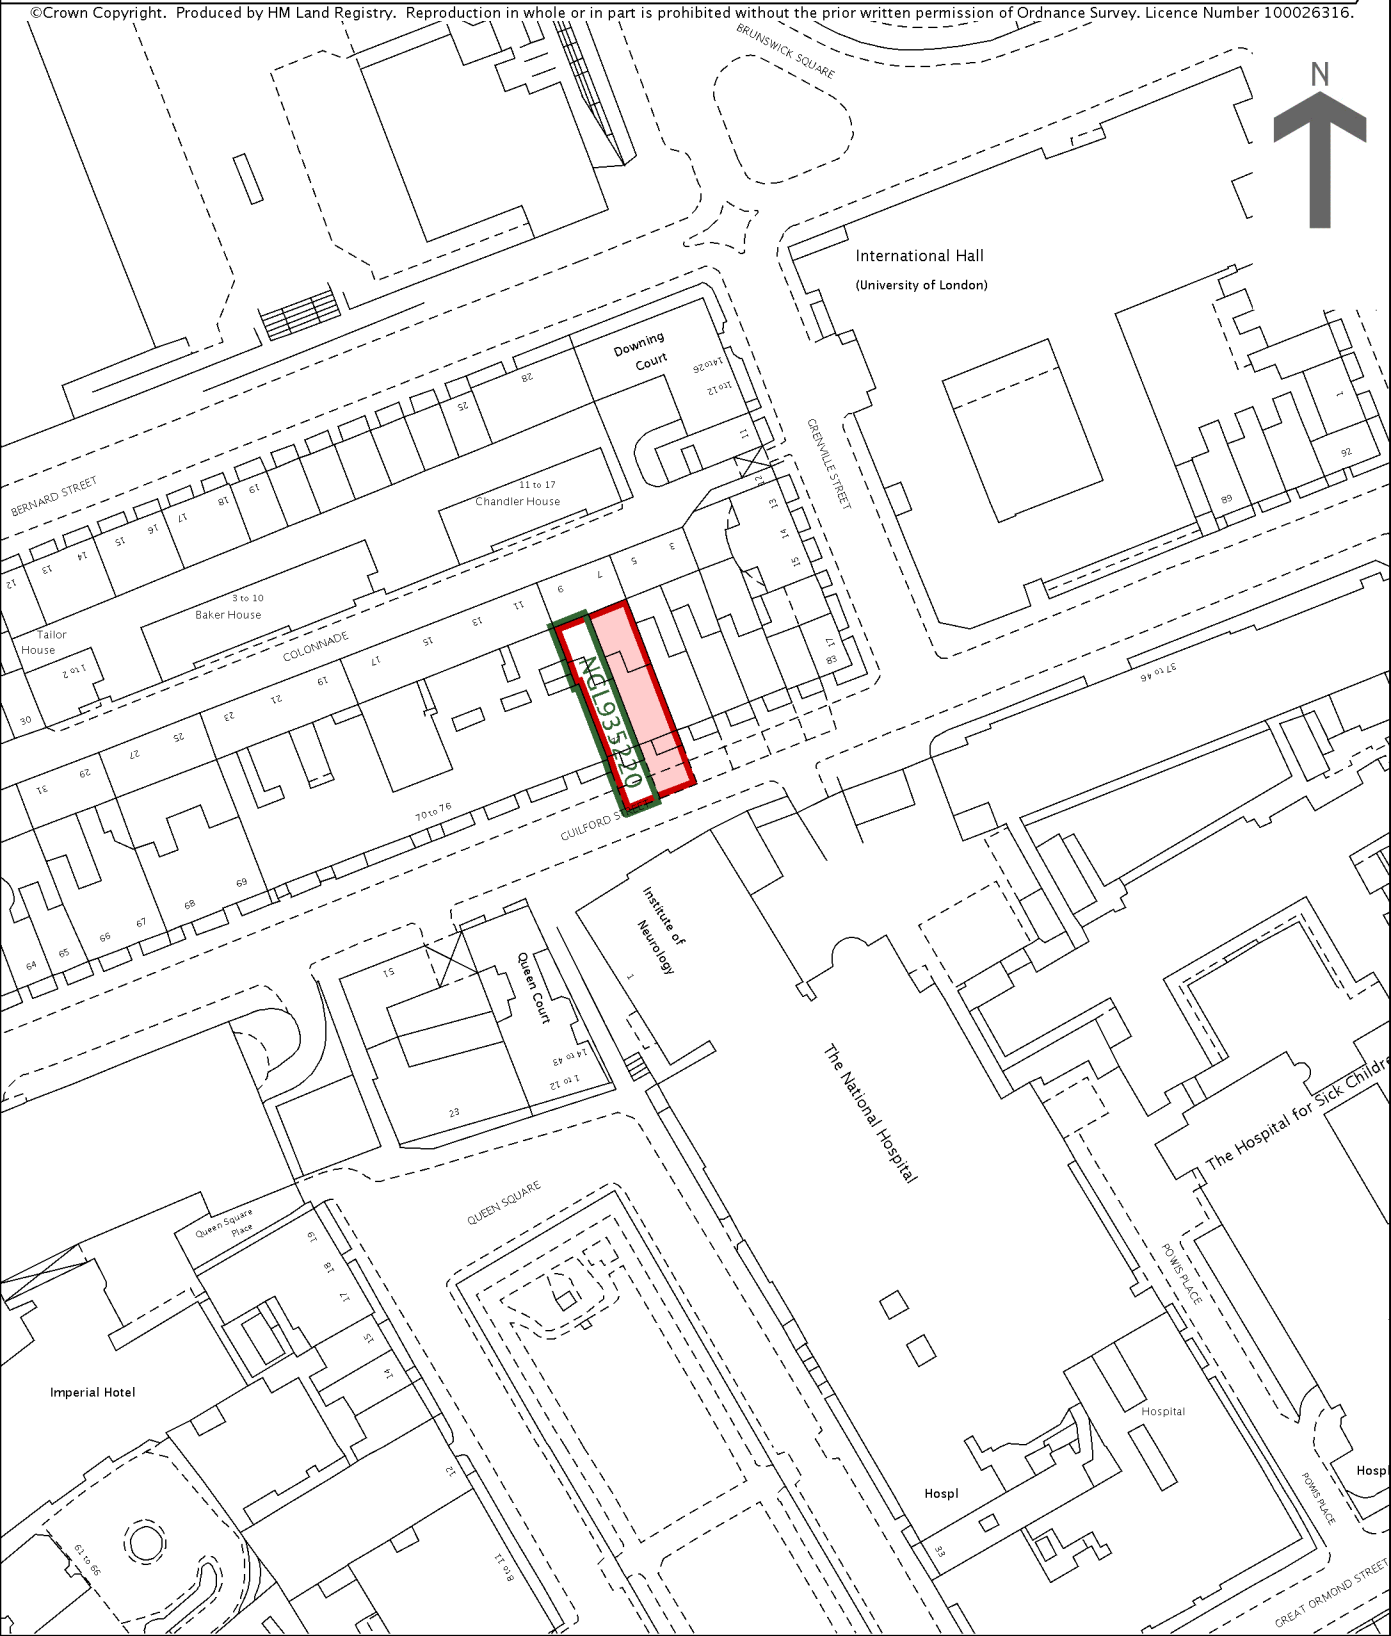 ©Crown Copyright. Produced by HM Land Registry. Reproduction in whole or in part is prohibited without the prior written permission of Ordnance Survey. Licence Number 100026316.
BRUNSWICK SQUARE
N
International Hall
(University of London)
Downing
Court
14 to 26
1 to 12
11
28
25
GRENVILLE STREET
1
92
89
BERNARD STREET
19
18
17
16
15
14
13
12
11 to 17
Chandler House
12
13
14
15
17
83
3 to 10
Baker House
Tailor
House
1 to 2
30
COLONNADE
3
5
7
9
11
13
15
17
19
21
23
25
27
29
31
37 to 46
NGL935220
70 to 76
GUILFORD STREET
69
68
67
66
65
64
Institute of
Neurology
1
51
Queen Court
14 to 43
1 to 12
23
The National Hospital
The Hospital for Sick Childre
QUEEN SQUARE
Queen Square
Place
19
18
17
15
14
12
8 to 11
POWIS PLACE
Imperial Hotel
61 to 66
Hospital
Hospl
Hospl
33
POWIS PLACE
GREAT ORMOND STREET